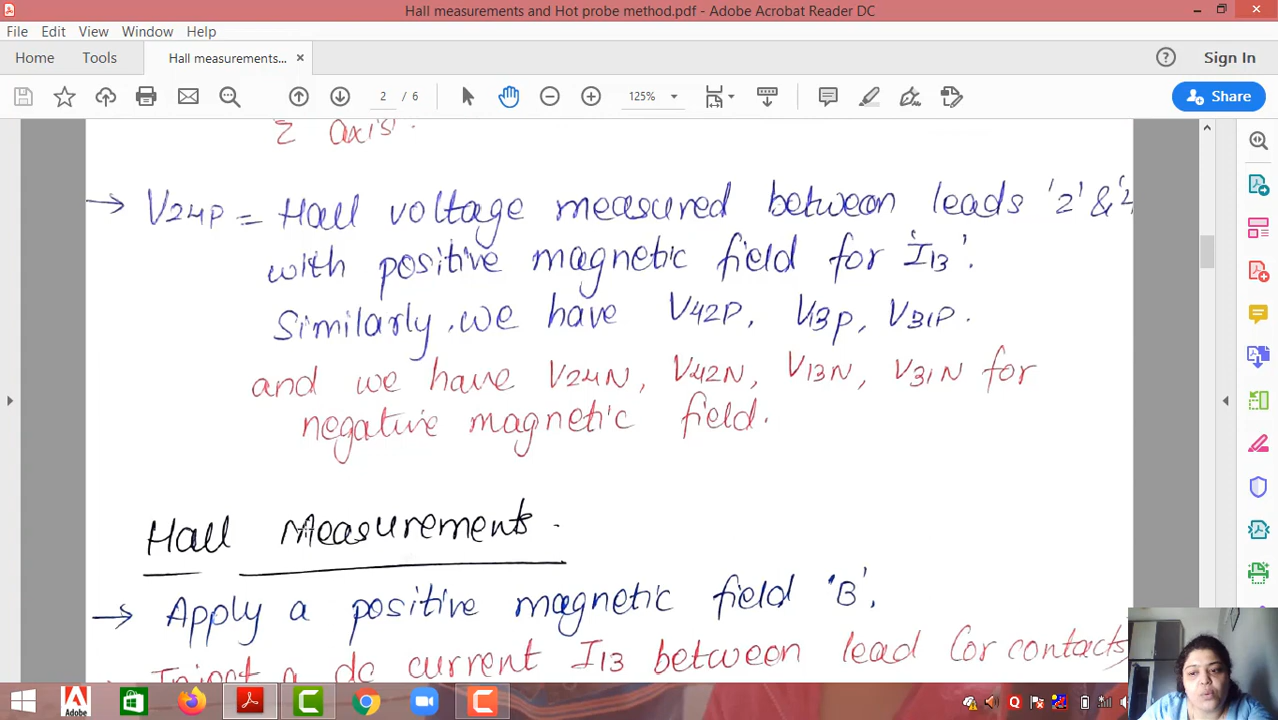 Hall measurements and Hot probe method.pdf - Adobe Acrobat Reader DC
File Edit View Window Help
Home Tools Hall measurements... × Sign In
2 / 6 125% Share
Z axis.
→ V24P = Hall voltage measured between leads '2' &
with positive magnetic field for 'I13'.
Similarly, we have V42P, V13P, V31P.
and we have V24N, V42N, V13N, V31N for
negative magnetic field.
Hall Measurements.
→ Apply a positive magnetic field 'B'.
Inject a dc current I13 between lead (or contacts
Adobe